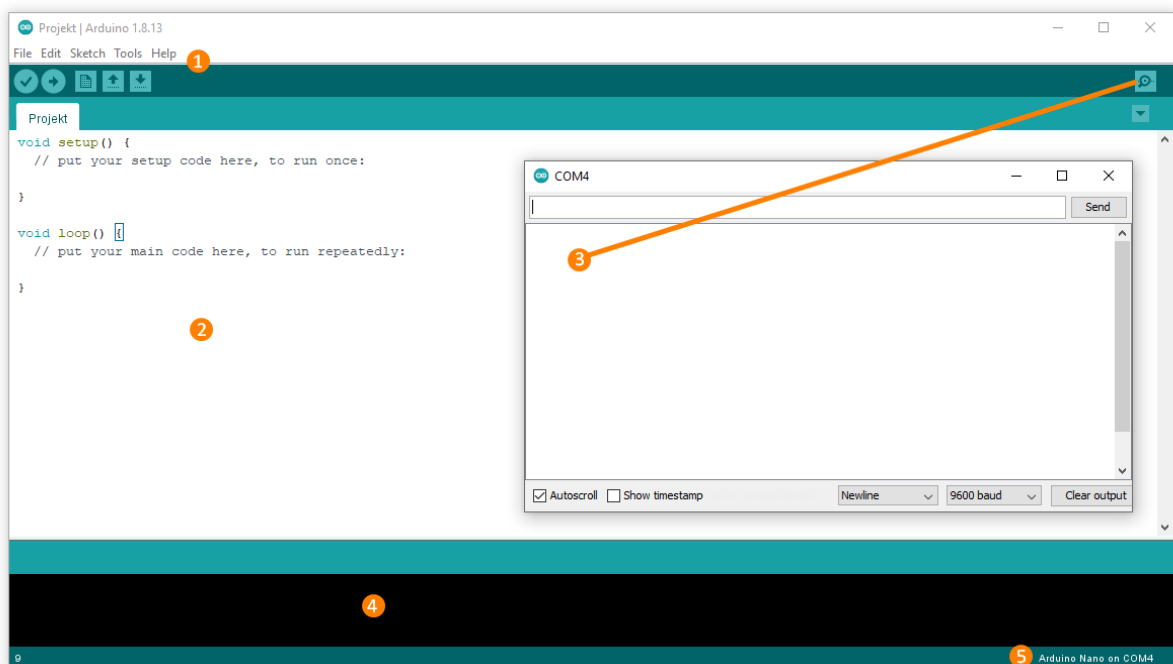 Projekt | Arduino 1.8.13
File Edit Sketch Tools Help
1
Projekt
void setup() {
  // put your setup code here, to run once:
}
void loop() {
  // put your main code here, to run repeatedly:
}
2
COM4
Send
3
Autoscroll Show timestamp Newline 9600 baud Clear output
4
9 5 Arduino Nano on COM4